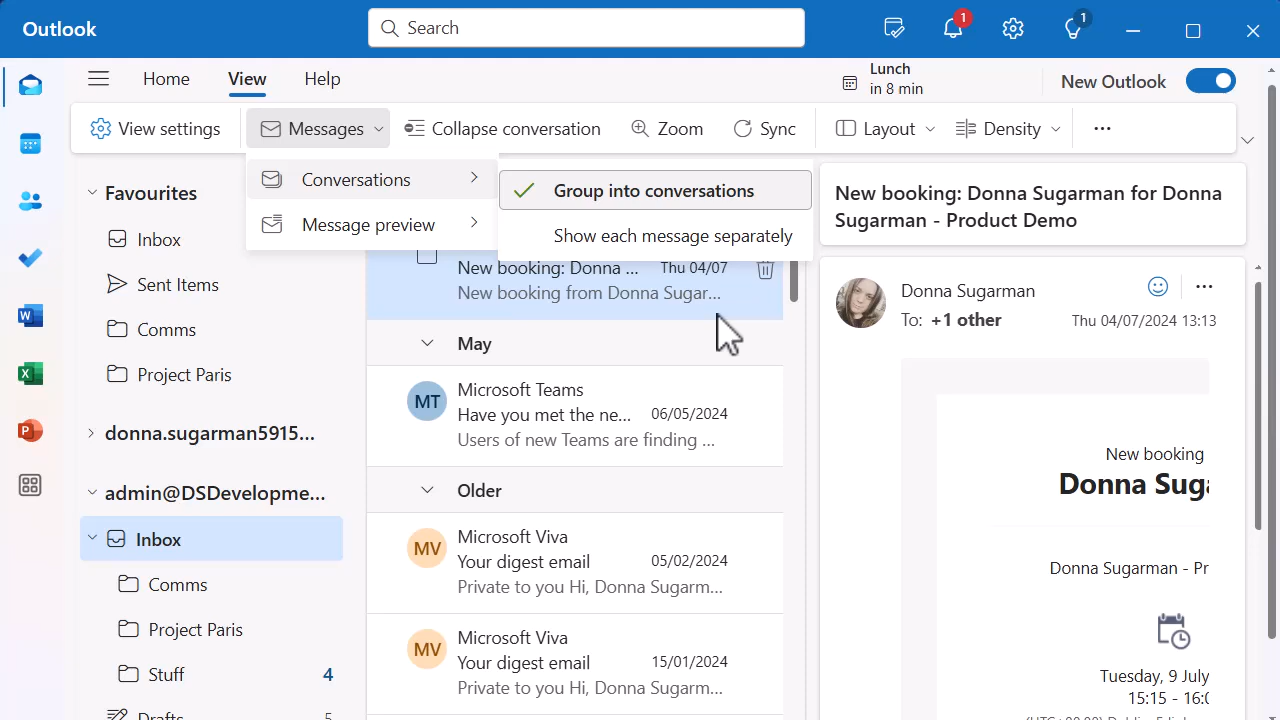 Outlook
Search
1
1
Home
View
Help
Lunch
in 8 min
New Outlook
View settings
Messages
Collapse conversation
Zoom
Sync
Layout
Density
Conversations
Message preview
Group into conversations
Show each message separately
Favourites
Inbox
Sent Items
Comms
Project Paris
donna.sugarman5915...
admin@DSDevelopme...
Inbox
Comms
Project Paris
Stuff 4
Drafts 5
New booking: Donna ... Thu 04/07
New booking from Donna Sugar...
May
MT
Microsoft Teams
Have you met the ne... 06/05/2024
Users of new Teams are finding ...
Older
MV
Microsoft Viva
Your digest email 05/02/2024
Private to you Hi, Donna Sugarm...
MV
Microsoft Viva
Your digest email 15/01/2024
Private to you Hi, Donna Sugarm...
New booking: Donna Sugarman for Donna
Sugarman - Product Demo
Donna Sugarman
To: +1 other
Thu 04/07/2024 13:13
New booking
Donna Suga
Donna Sugarman - Pr
Tuesday, 9 July
15:15 - 16:0